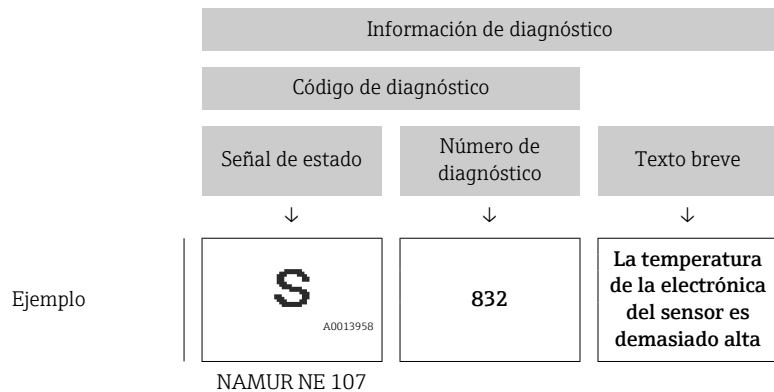 Información de diagnóstico
Código de diagnóstico
Señal de estado
Número de
diagnóstico
Texto breve
↓ ↓ ↓
Ejemplo
S
A0013958
832
La temperatura
de la electrónica
del sensor es
demasiado alta
NAMUR NE 107